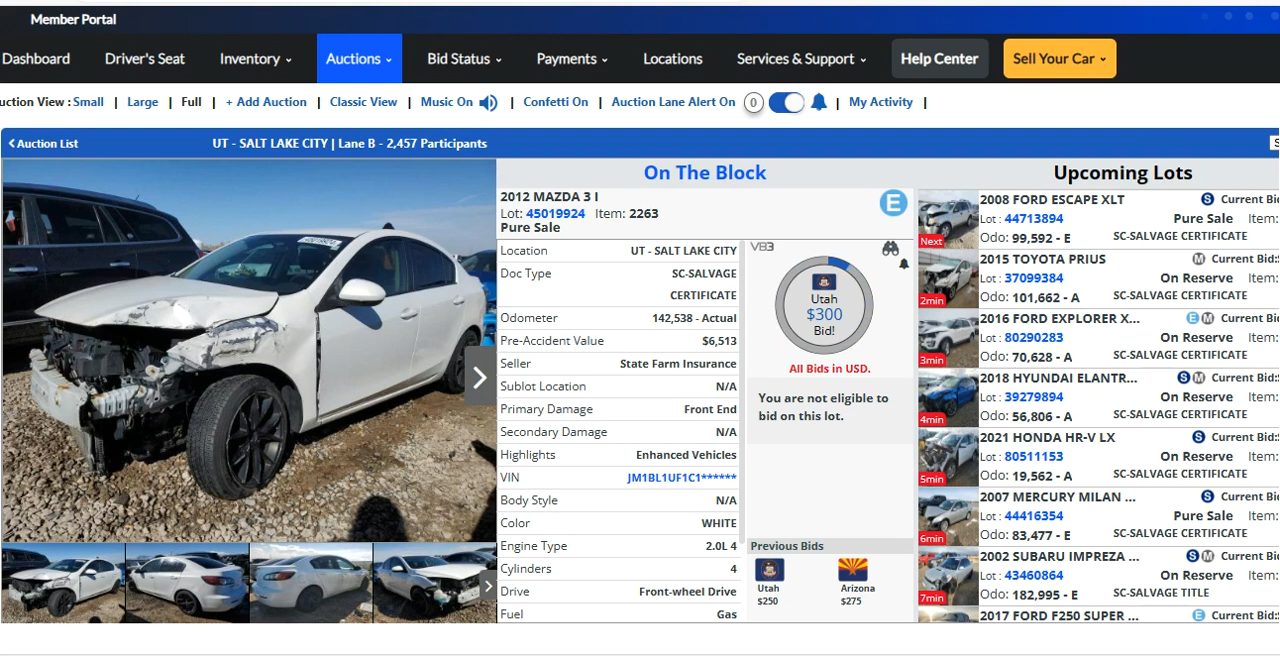 Member Portal
Dashboard Driver's Seat Inventory Auctions Bid Status Payments Locations Services & Support Help Center Sell Your Car
uction View : Small | Large | Full | + Add Auction | Classic View | Music On | Confetti On | Auction Lane Alert On 0 | My Activity |
Auction List UT - SALT LAKE CITY | Lane B - 2,457 Participants S
On The Block
2012 MAZDA 3 I
Lot: 45019924 Item: 2263
Pure Sale
E
Location UT - SALT LAKE CITY
Doc Type SC-SALVAGE
CERTIFICATE
Odometer 142,538 - Actual
Pre-Accident Value $6,513
Seller State Farm Insurance
Sublot Location N/A
Primary Damage Front End
Secondary Damage N/A
Highlights Enhanced Vehicles
VIN JM1BL1UF1C1******
Body Style N/A
Color WHITE
Engine Type 2.0L 4
Cylinders 4
Drive Front-wheel Drive
Fuel Gas
VB3
Utah
$300
Bid!
All Bids in USD.
You are not eligible to
bid on this lot.
Previous Bids
Utah Arizona
$250 $275
Upcoming Lots
2008 FORD ESCAPE XLT S Current Bid
Lot : 44713894 Pure Sale Item:
Next Odo: 99,592 - E SC-SALVAGE CERTIFICATE
2015 TOYOTA PRIUS M Current Bid:
Lot : 37099384 On Reserve Item:
2min Odo: 101,662 - A SC-SALVAGE CERTIFICATE
2016 FORD EXPLORER X... E M Current Bid
Lot : 80290283 On Reserve Item:
3min Odo: 70,628 - A SC-SALVAGE CERTIFICATE
2018 HYUNDAI ELANTR... S M Current Bid:
Lot : 39279894 On Reserve Item:
4min Odo: 56,806 - A SC-SALVAGE CERTIFICATE
2021 HONDA HR-V LX S Current Bid:
Lot : 80511153 On Reserve Item:
5min Odo: 19,562 - A SC-SALVAGE CERTIFICATE
2007 MERCURY MILAN ... S Current Bid
Lot : 44416354 Pure Sale Item:
6min Odo: 83,477 - E SC-SALVAGE CERTIFICATE
2002 SUBARU IMPREZA ... S M Current Bid
Lot : 43460864 On Reserve Item:
7min Odo: 182,995 - E SC-SALVAGE TITLE
2017 FORD F250 SUPER ... E Current Bid: